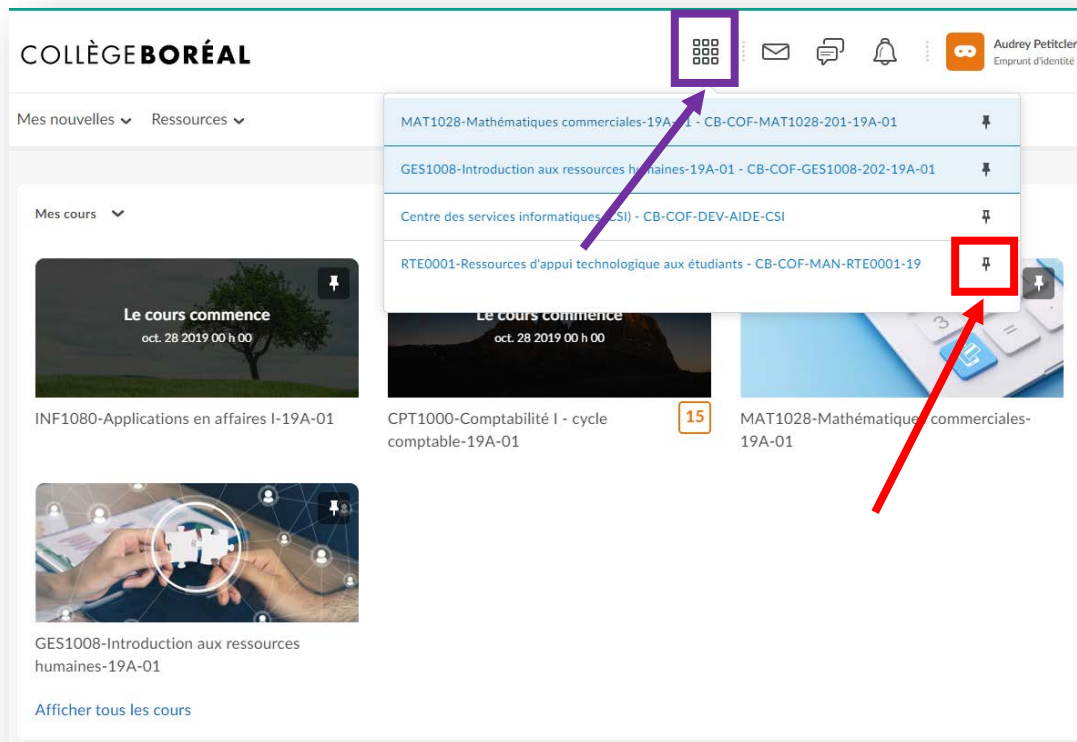 COLLÈGEBORÉAL
Audrey Petitcler
Emprunt d'identité
Mes nouvelles Ressources
MAT1028-Mathématiques commerciales-19A-01 - CB-COF-MAT1028-201-19A-01
GES1008-Introduction aux ressources humaines-19A-01 - CB-COF-GES1008-202-19A-01
Centre des services informatiques (CSI) - CB-COF-DEV-AIDE-CSI
RTE0001-Ressources d'appui technologique aux étudiants - CB-COF-MAN-RTE0001-19
Mes cours
Le cours commence
oct. 28 2019 00 h 00
Le cours commence
oct. 28 2019 00 h 00
3
INF1080-Applications en affaires I-19A-01
CPT1000-Comptabilité I - cycle
comptable-19A-01
15
MAT1028-Mathématiques commerciales-
19A-01
GES1008-Introduction aux ressources
humaines-19A-01
Afficher tous les cours